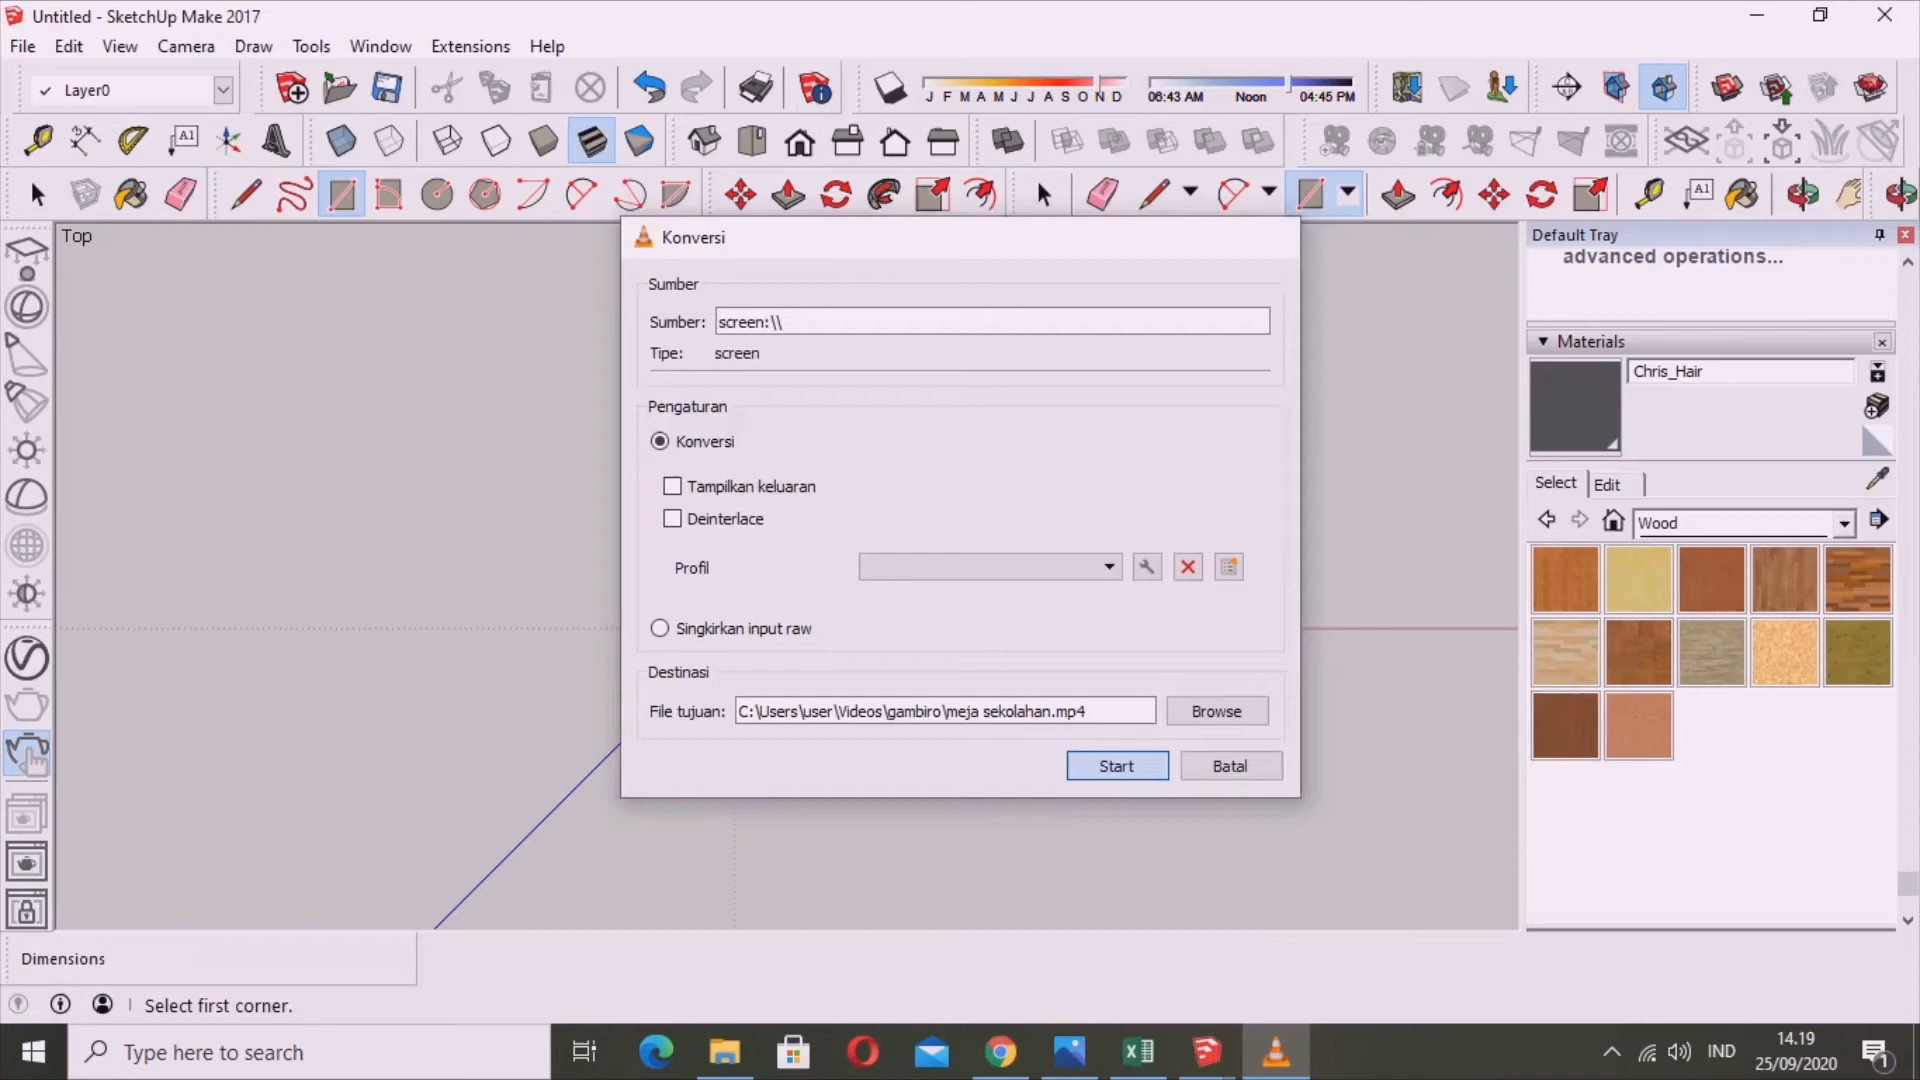 Untitled - SketchUp Make 2017
File Edit View Camera Draw Tools Window Extensions Help
Layer0
J F M A M J J A S O N D
06:43 AM Noon 04:45 PM
A1
A1
Top
Default Tray
advanced operations...
Materials
Chris_Hair
Select Edit
Wood
Konversi
Sumber
Sumber: screen:\\
Tipe: screen
Pengaturan
Konversi
Tampilkan keluaran
Deinterlace
Profil
Singkirkan input raw
Destinasi
File tujuan: C:\Users\user\Videos\gambiro\meja sekolahan.mp4 Browse
Start Batal
Dimensions
Select first corner.
Type here to search
IND
14.19
25/09/2020
1